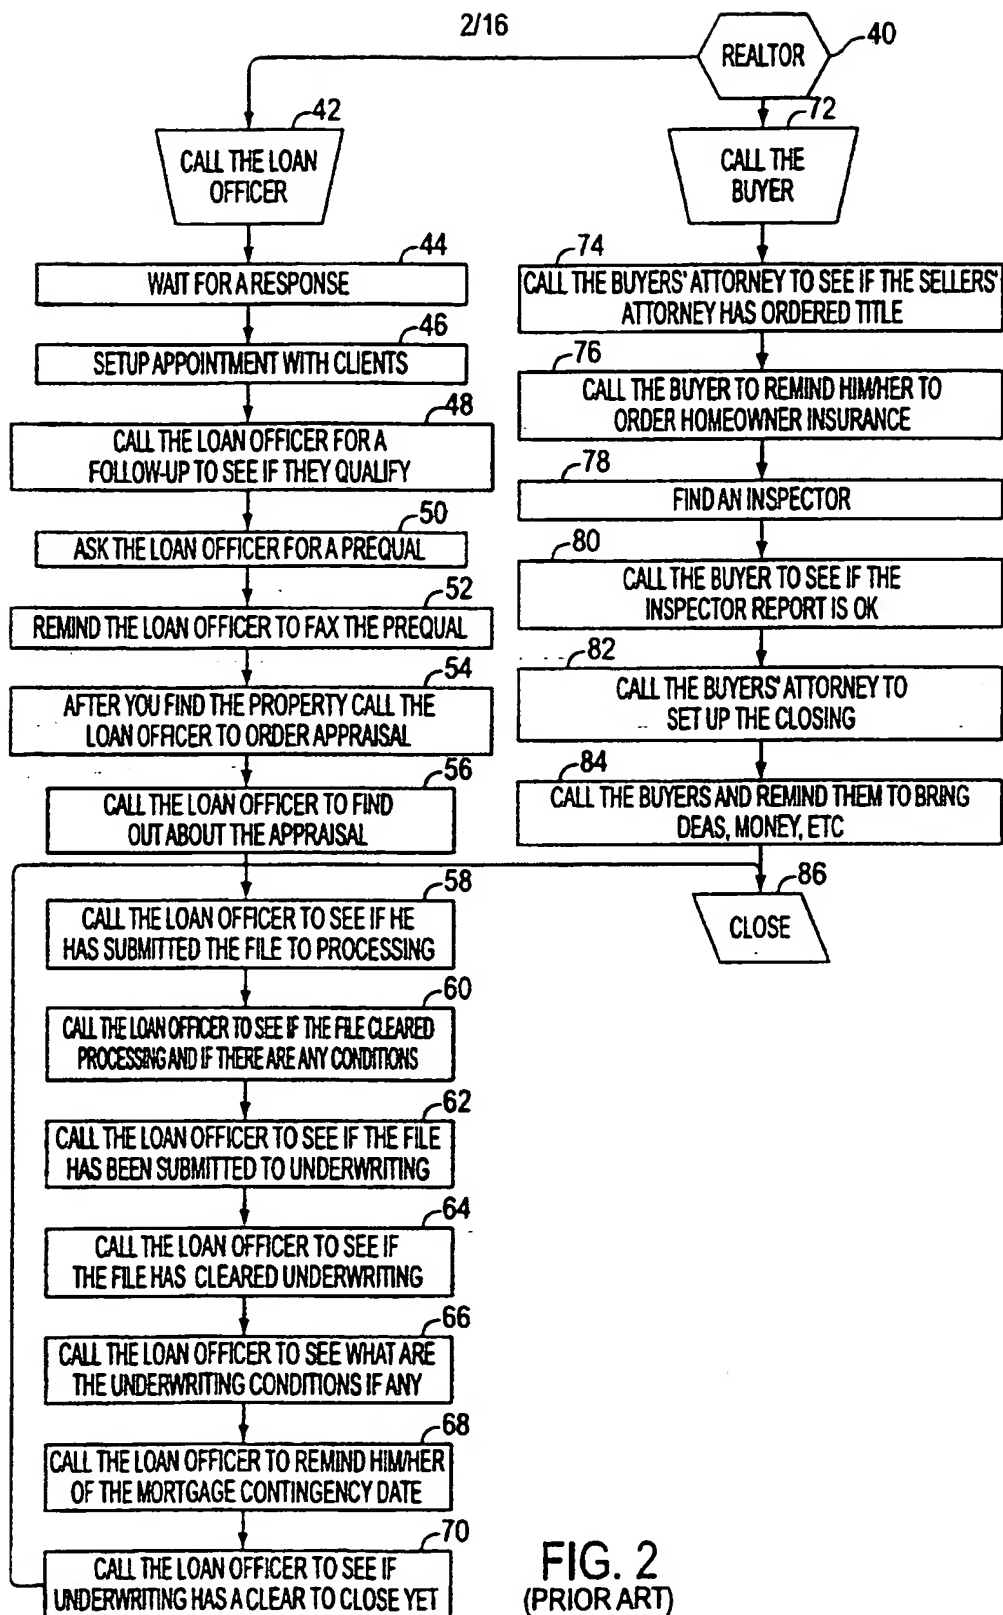 2/16
REALTOR
40
42
CALL THE LOAN
OFFICER
44
WAIT FOR A RESPONSE
46
SETUP APPOINTMENT WITH CLIENTS
48
CALL THE LOAN OFFICER FOR A
FOLLOW-UP TO SEE IF THEY QUALIFY
50
ASK THE LOAN OFFICER FOR A PREQUAL
52
REMIND THE LOAN OFFICER TO FAX THE PREQUAL
54
AFTER YOU FIND THE PROPERTY CALL THE
LOAN OFFICER TO ORDER APPRAISAL
56
CALL THE LOAN OFFICER TO FIND
OUT ABOUT THE APPRAISAL
58
CALL THE LOAN OFFICER TO SEE IF HE
HAS SUBMITTED THE FILE TO PROCESSING
60
CALL THE LOAN OFFICER TO SEE IF THE FILE CLEARED
PROCESSING AND IF THERE ARE ANY CONDITIONS
62
CALL THE LOAN OFFICER TO SEE IF THE FILE
HAS BEEN SUBMITTED TO UNDERWRITING
64
CALL THE LOAN OFFICER TO SEE IF
THE FILE HAS CLEARED UNDERWRITING
66
CALL THE LOAN OFFICER TO SEE WHAT ARE
THE UNDERWRITING CONDITIONS IF ANY
68
CALL THE LOAN OFFICER TO REMIND HIM/HER
OF THE MORTGAGE CONTINGENCY DATE
70
CALL THE LOAN OFFICER TO SEE IF
UNDERWRITING HAS A CLEAR TO CLOSE YET
72
CALL THE
BUYER
74
CALL THE BUYERS' ATTORNEY TO SEE IF THE SELLERS'
ATTORNEY HAS ORDERED TITLE
76
CALL THE BUYER TO REMIND HIM/HER TO
ORDER HOMEOWNER INSURANCE
78
FIND AN INSPECTOR
80
CALL THE BUYER TO SEE IF THE
INSPECTOR REPORT IS OK
82
CALL THE BUYERS' ATTORNEY TO
SET UP THE CLOSING
84
CALL THE BUYERS AND REMIND THEM TO BRING
DEAS, MONEY, ETC
86
CLOSE
FIG. 2
(PRIOR ART)